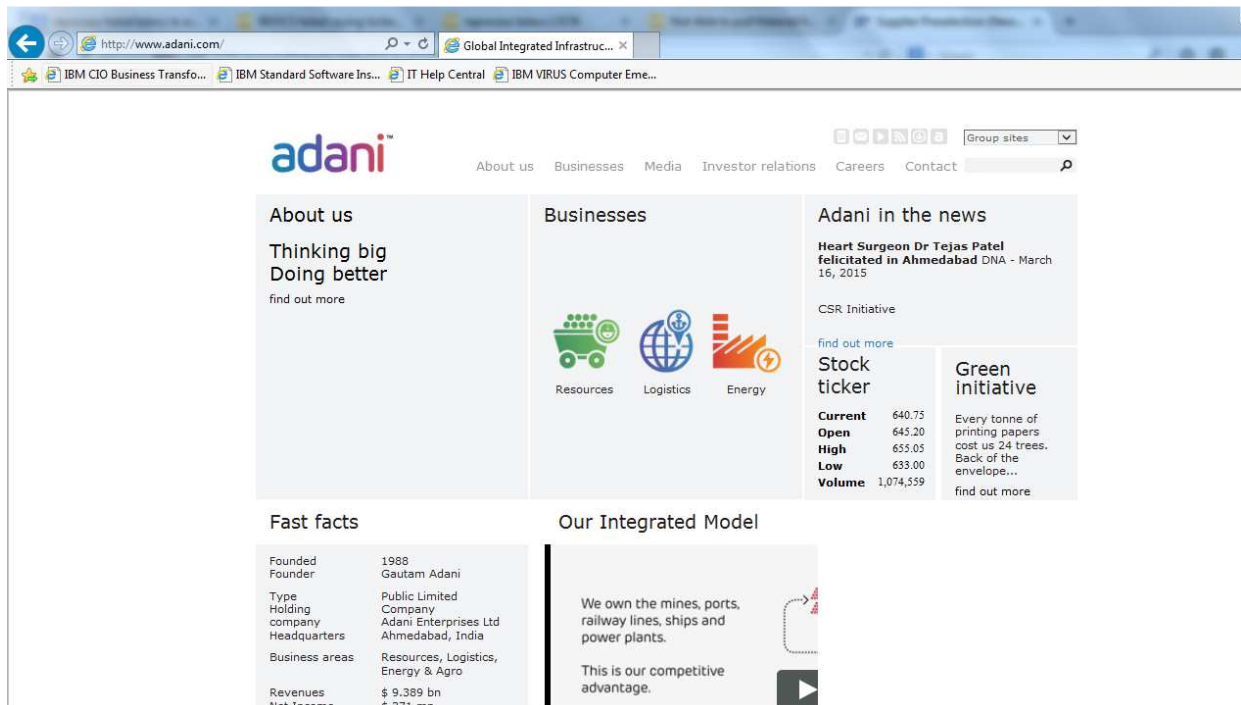 http://www.adani.com/
Global Integrated Infrastruc...
IBM CIO Business Transfo...
IBM Standard Software Ins...
IT Help Central
IBM VIRUS Computer Eme...
adani™
Group sites
About us
Businesses
Media
Investor relations
Careers
Contact
About us
Thinking big
Doing better
find out more
Businesses
Resources
Logistics
Energy
Adani in the news
Heart Surgeon Dr Tejas Patel
felicitated in Ahmedabad DNA - March
16, 2015
CSR Initiative
find out more
Stock
ticker
Current 640.75
Open 645.20
High 655.05
Low 633.00
Volume 1,074,559
Green
initiative
Every tonne of
printing papers
cost us 24 trees.
Back of the
envelope...
find out more
Fast facts
Founded 1988
Founder Gautam Adani
Type Public Limited
Holding Company
company Adani Enterprises Ltd
Headquarters Ahmedabad, India
Business areas Resources, Logistics,
Energy & Agro
Revenues $ 9.389 bn
Our Integrated Model
We own the mines, ports,
railway lines, ships and
power plants.
This is our competitive
advantage.